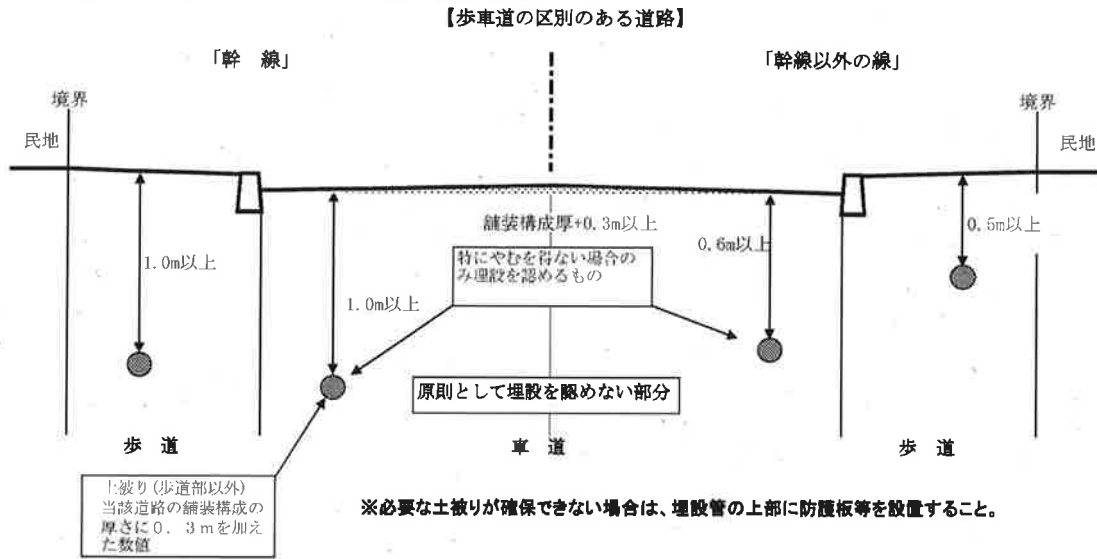 【歩車道の区別のある道路】
「幹　線」
「幹線以外の線」
境界
境界
民地
民地
舗装構成厚+0.3m以上
0.5m以上
0.6m以上
1.0m以上
特にやむを得ない場合の
み埋設を認めるもの
1.0m以上
原則として埋設を認めない部分
歩　道
車　道
歩　道
土被り(歩道部以外)
当該道路の舗装構成の
厚さに０．３ｍを加え
た数値
※必要な土被りが確保できない場合は、埋設管の上部に防護板等を設置すること。